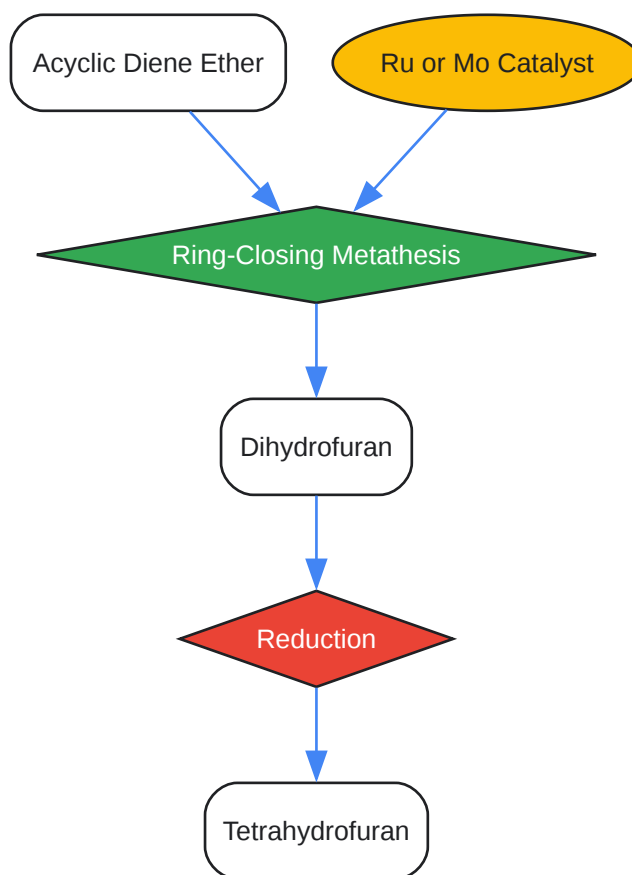 Acyclic Diene Ether
Ru or Mo Catalyst
Ring-Closing Metathesis
Dihydrofuran
Reduction
Tetrahydrofuran